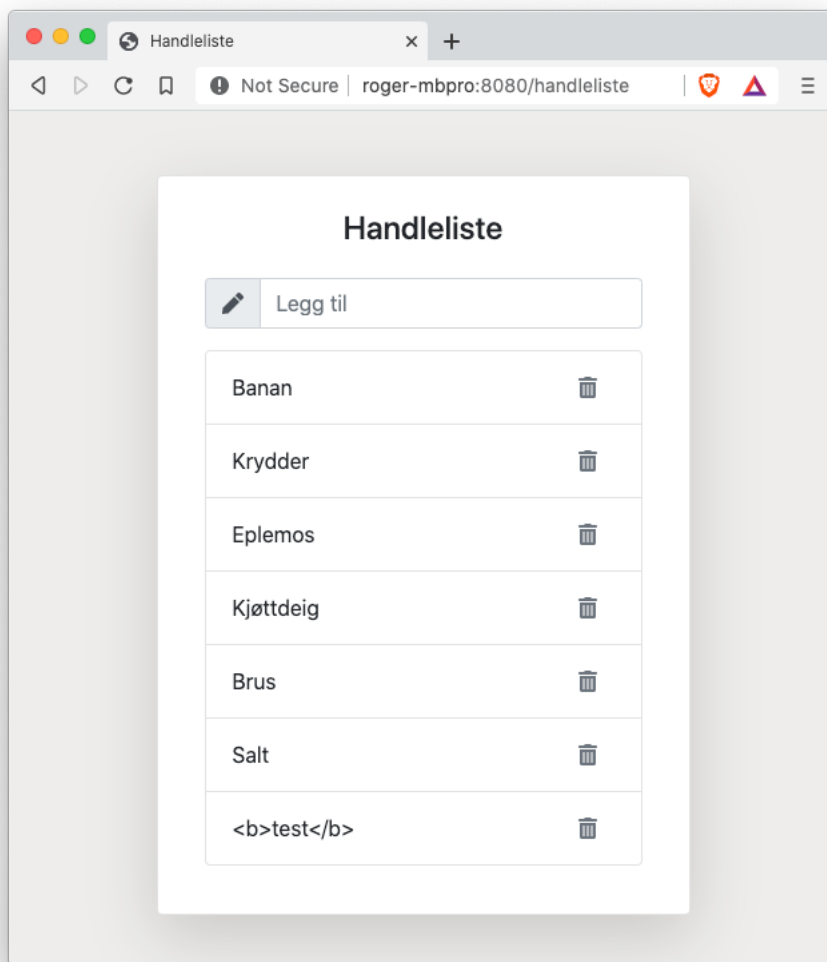 Handleliste
Not Secure roger-mbpro:8080/handleliste
Handleliste
Legg til
Banan
Krydder
Eplemos
Kjøttdeig
Brus
Salt
<b>test</b>